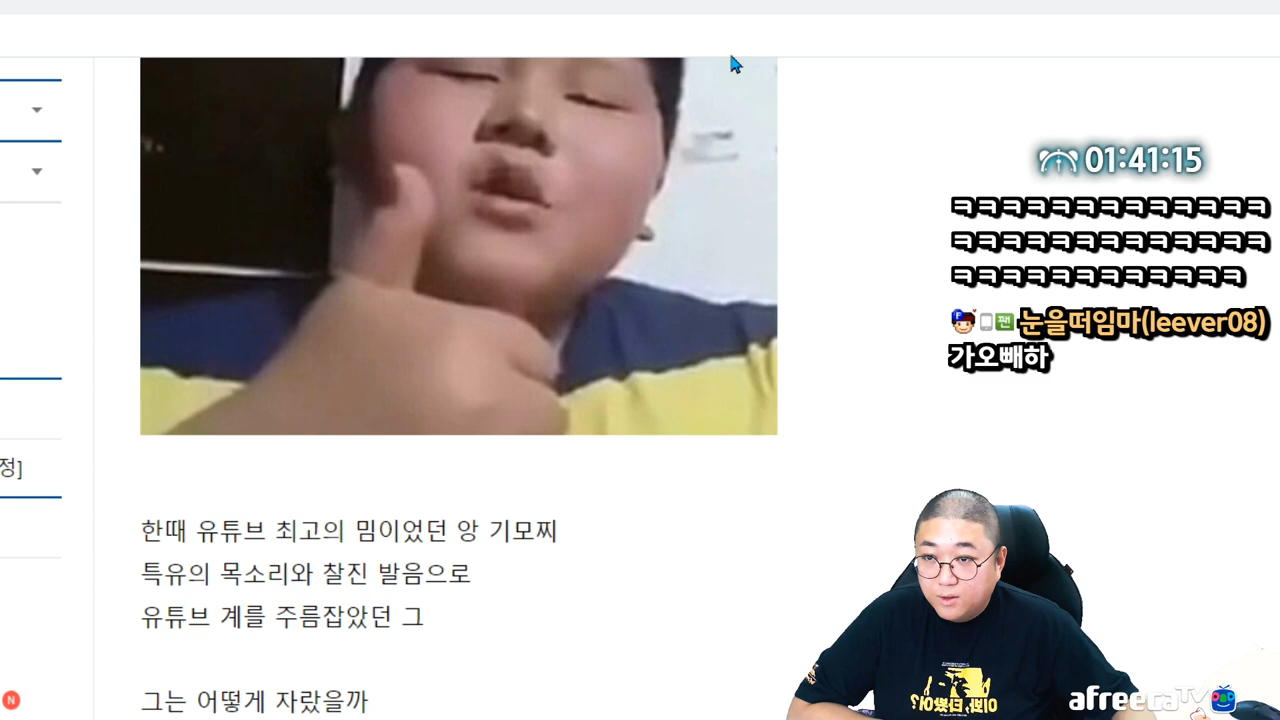 01:41:15
ㅋㅋㅋㅋㅋㅋㅋㅋㅋㅋㅋㅋㅋ
ㅋㅋㅋㅋㅋㅋㅋㅋㅋㅋㅋㅋㅋ
ㅋㅋㅋㅋㅋㅋㅋㅋㅋㅋㅋㅋ
F 팬 눈을떠임마(leever08)
가오빼하
정]
한때 유튜브 최고의 밈이었던 앙 기모찌
특유의 목소리와 찰진 발음으로
유튜브 계를 주름잡았던 그
그는 어떻게 자랐을까
N
afreecaTV